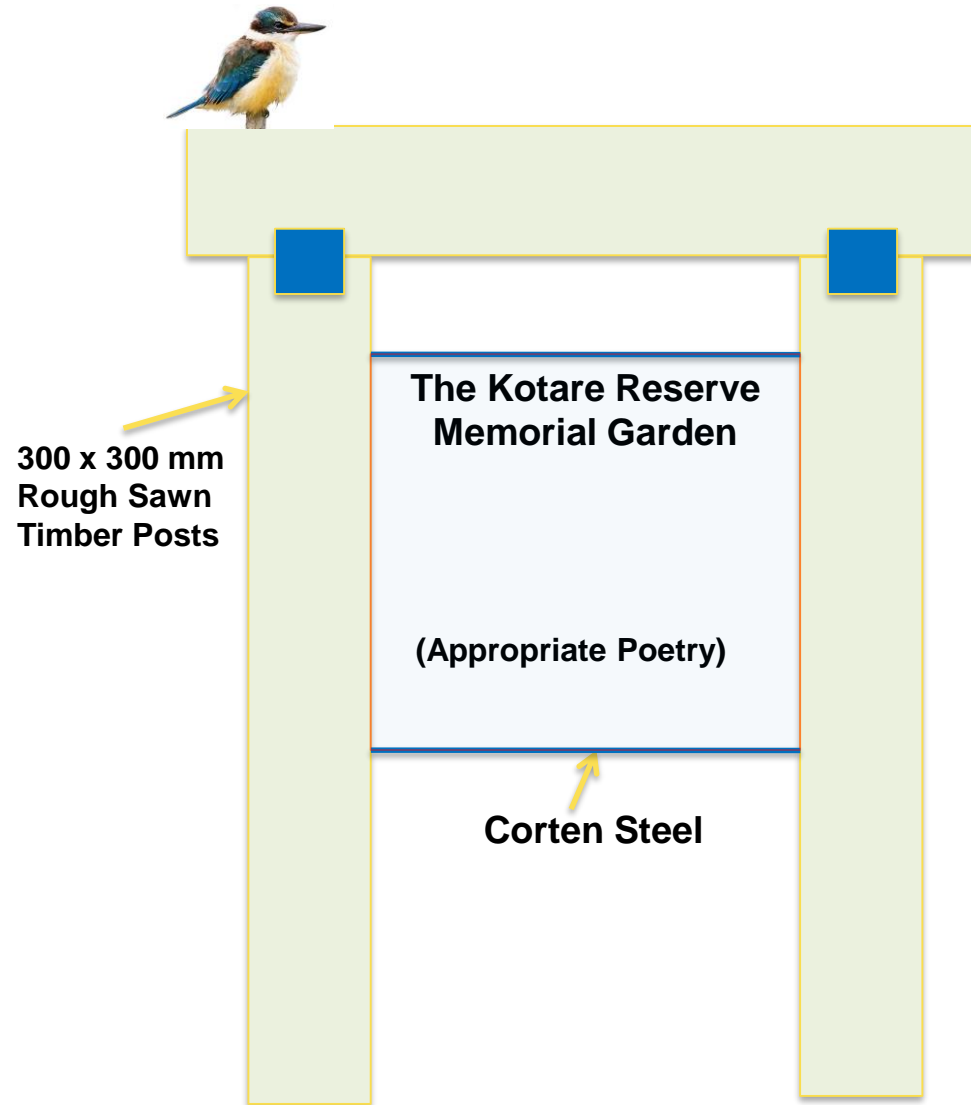 The Kotare Reserve
Memorial Garden
300 x 300 mm
Rough Sawn
Timber Posts
(Appropriate Poetry)
Corten Steel